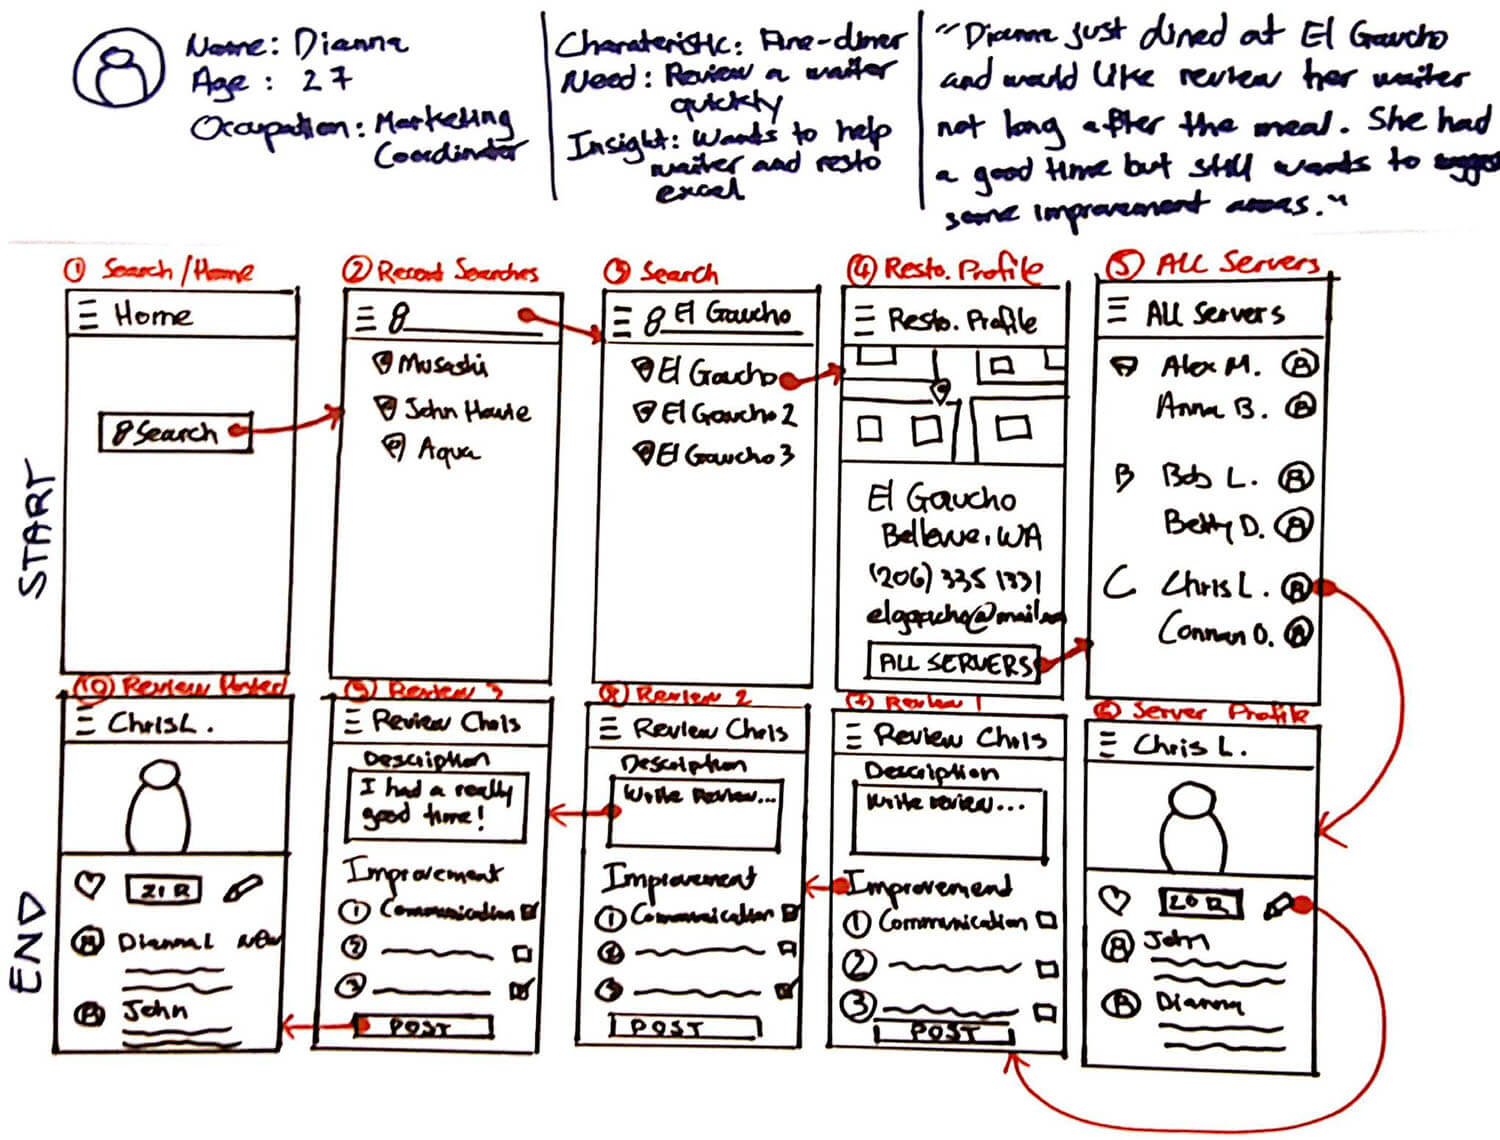 Name: Dianna
Age: 27
Occupation: Marketing
Coordinator
Charateristic: Fine-diner
Need: Review a waiter
quickly
Insight: Wants to help
waiter and resto
excel
"Dianna just dined at El Gaucho
and would like review her waiter
not long after the meal. She had
a good time but still wants to suggest
some improvement areas."
START
① Search/Home
Home
Search
② Recent Searches
Musashi
John Howie
Aqua
③ Search
El Gaucho
El Gaucho
El Gaucho 2
El Gaucho 3
④ Resto. Profile
Resto. Profile
El Gaucho
Bellevue, WA
(206) 335 1331
ALL SERVERS
⑤ All Servers
All Servers
A Alex M.
Anna B.
B Bob L.
Betty D.
C Chris L.
Connan O.
END
⑩ Review Posted
Chris L.
21 R
Dianna L NEW
John
⑨ Review 3
Review Chris
Description
I had a really
good time!
Improvement
① Communication
②
③
POST
⑧ Review 2
Review Chris
Description
Write Review...
Improvement
① Communication
②
③
POST
⑦ Review 1
Review Chris
Description
Write review...
Improvement
① Communication
②
③
POST
⑥ Server Profile
Chris L.
20 R
John
Dianna